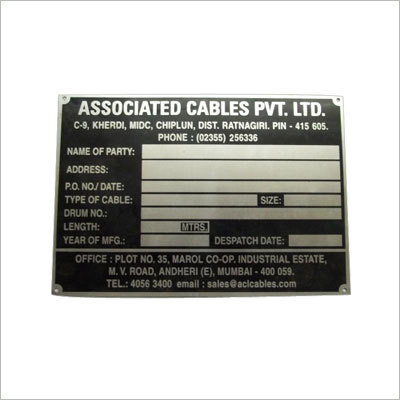 ASSOCIATED CABLES PVT. LTD.
C-9, KHERDI, MIDC, CHIPLUN, DIST. RATNAGIRI. PIN - 415 605.
PHONE : (02355) 256336
NAME OF PARTY:
ADDRESS:
P.O. NO./ DATE:
TYPE OF CABLE: SIZE:
DRUM NO.:
LENGTH: MTRS.
YEAR OF MFG.: DESPATCH DATE:
OFFICE : PLOT NO. 35, MAROL CO-OP. INDUSTRIAL ESTATE,
M. V. ROAD, ANDHERI (E), MUMBAI - 400 059.
TEL.: 4056 3400 email : sales@aclcables.com